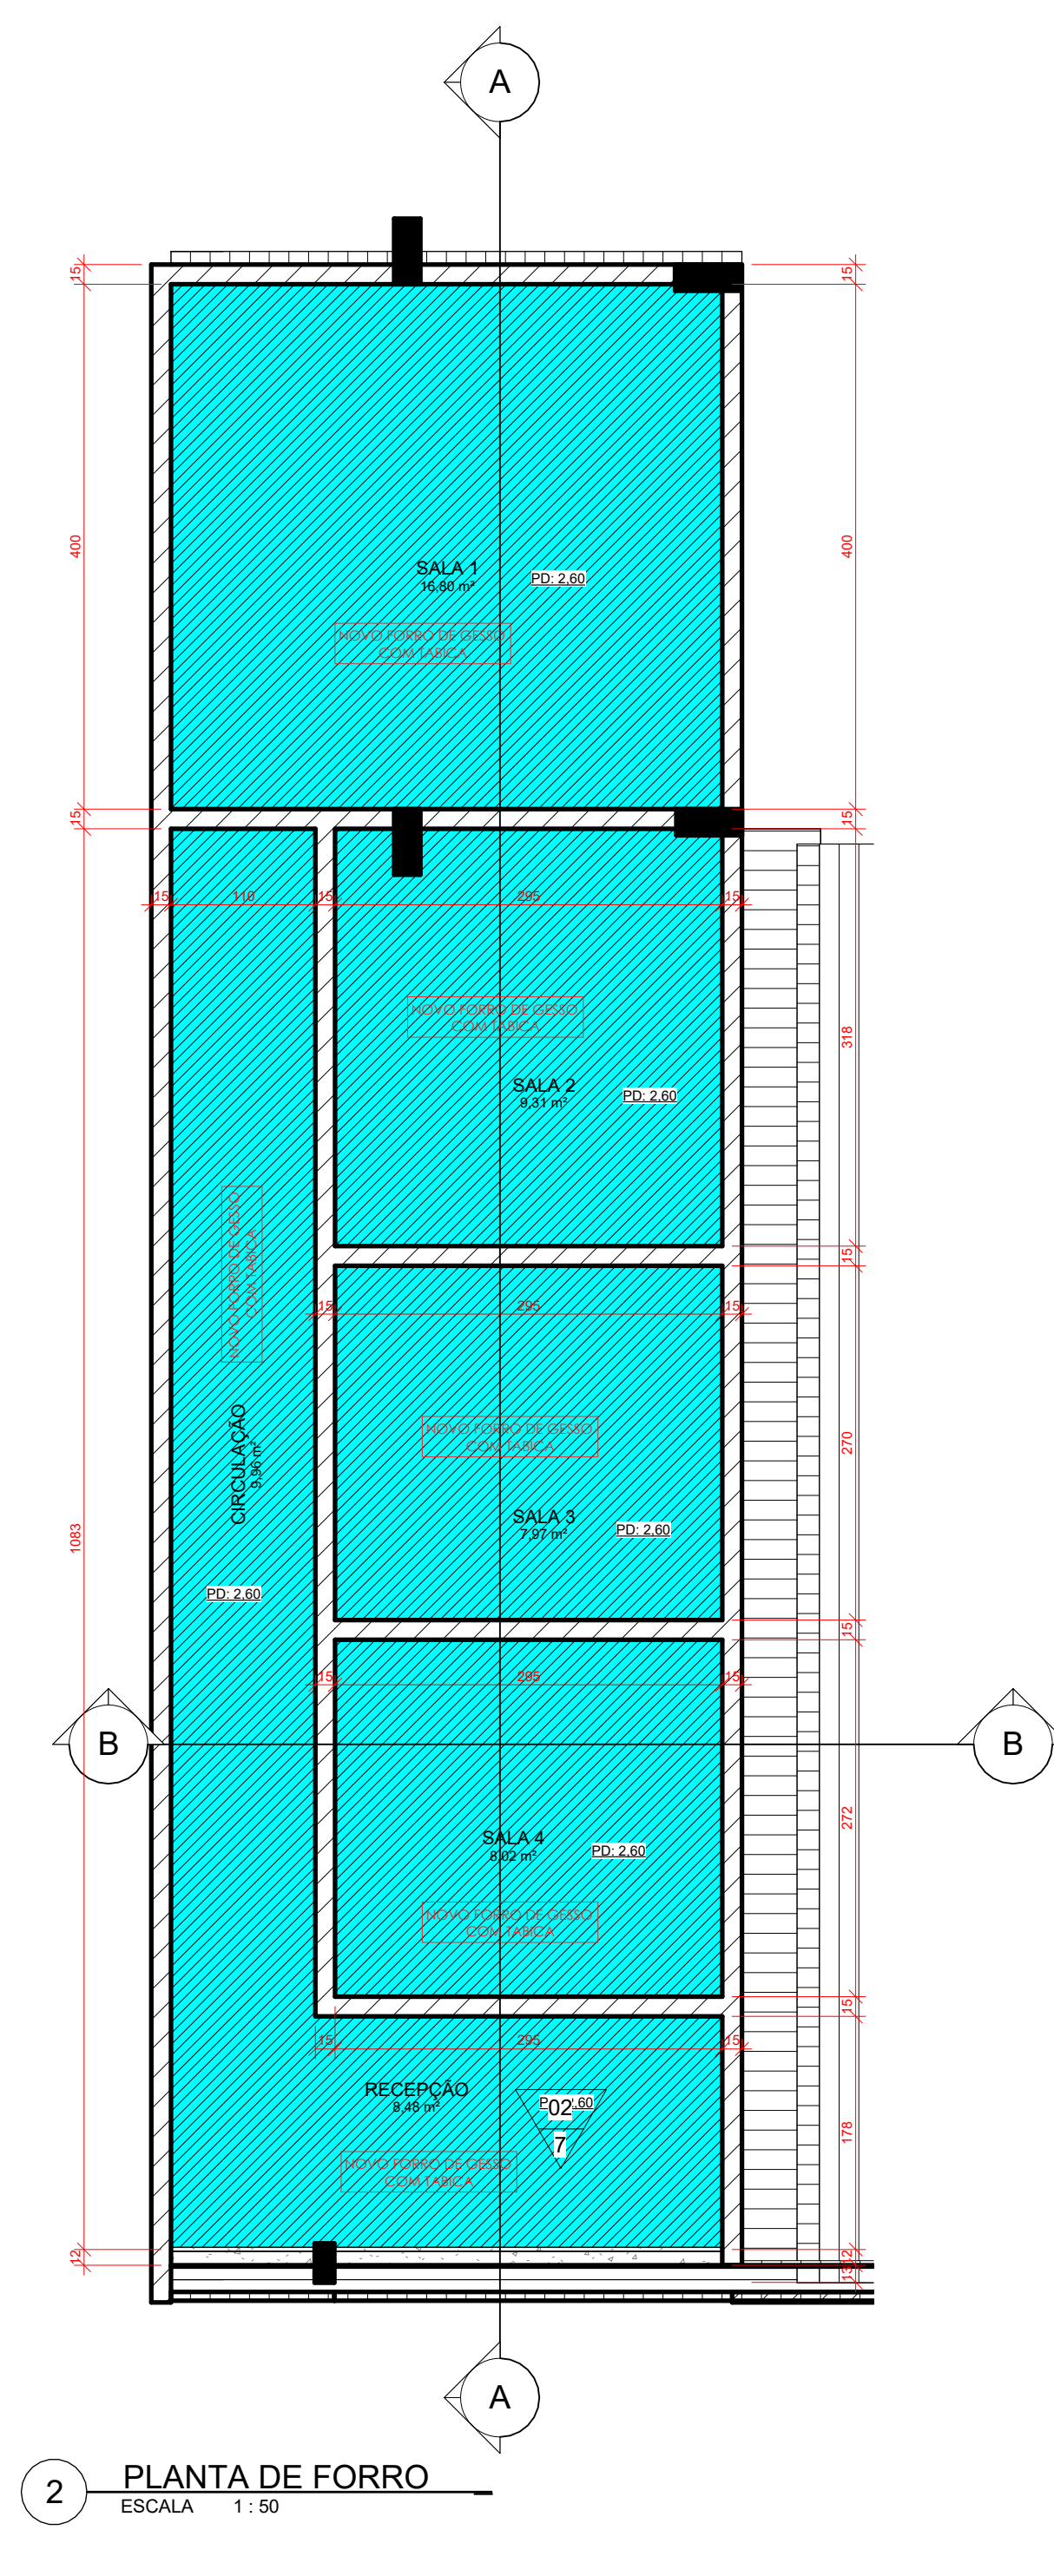 A
15
15
400
400
SALA 1
16,80 m²
PD: 2,60
NOVO FORRO DE GESSO
COM TABICA
15
15
15
110
15
295
15
NOVO FORRO DE GESSO
COM TABICA
318
SALA 2
9,31 m²
PD: 2,60
NOVO FORRO DE GESSO
COM TABICA
15
15
295
15
NOVO FORRO DE GESSO
COM TABICA
270
CIRCULAÇÃO
9,96 m²
SALA 3
7,97 m²
PD: 2,60
1083
PD: 2,60
15
15
295
15
B
B
272
SALA 4
8,02 m²
PD: 2,60
NOVO FORRO DE GESSO
COM TABICA
15
15
295
15
RECEPÇÃO
8,48 m²
02
7
178
NOVO FORRO DE GESSO
COM TABICA
12
12
13
A
2
PLANTA DE FORRO
ESCALA 1 : 50